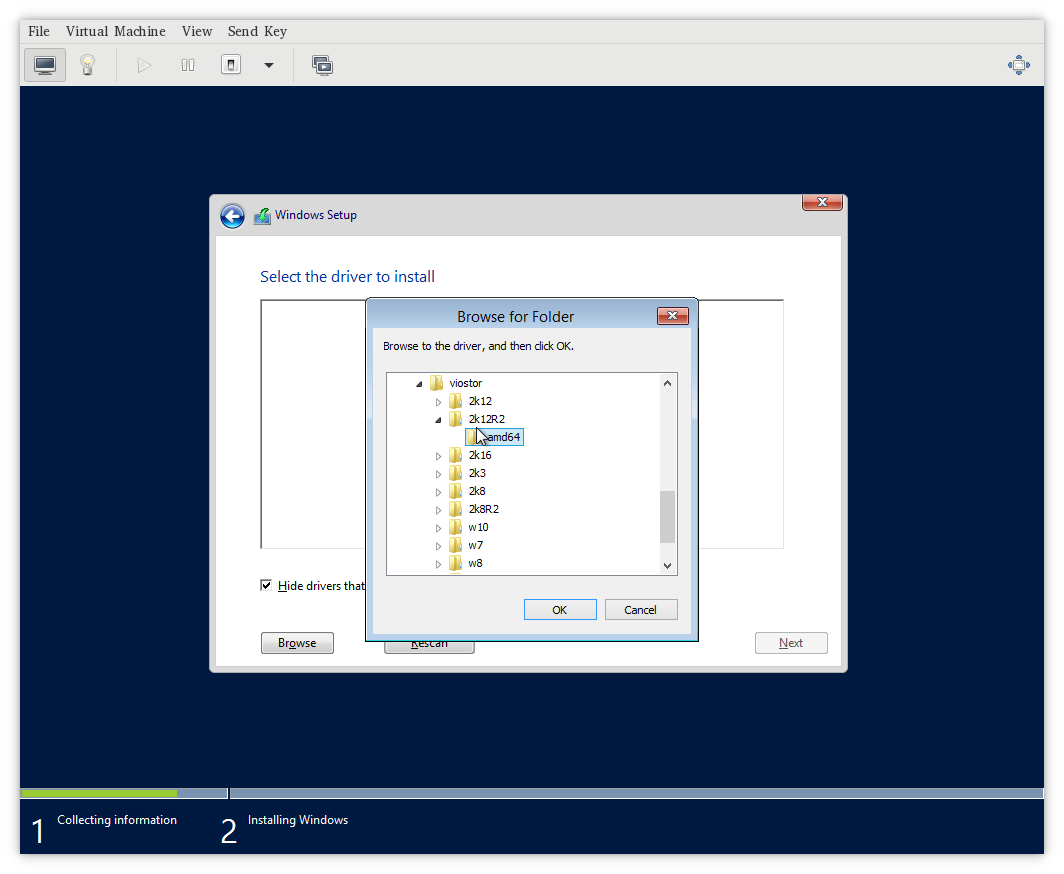 File Virtual Machine View Send Key
Windows Setup
Select the driver to install
Browse for Folder
Browse to the driver, and then click OK.
viostor
2k12
2k12R2
amd64
2k16
2k3
2k8
2k8R2
w10
w7
w8
OK Cancel
Hide drivers that
Browse Rescan Next
1 Collecting information 2 Installing Windows